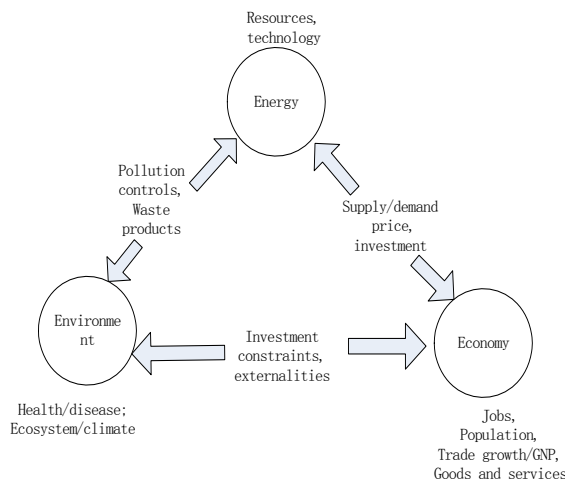 Resources,
technology
Energy
Pollution
controls,
Waste
products
Supply/demand
price,
investment
Environme
nt
Investment
constraints,
externalities
Economy
Health/disease;
Ecosystem/climate
Jobs,
Population,
Trade growth/GNP,
Goods and services